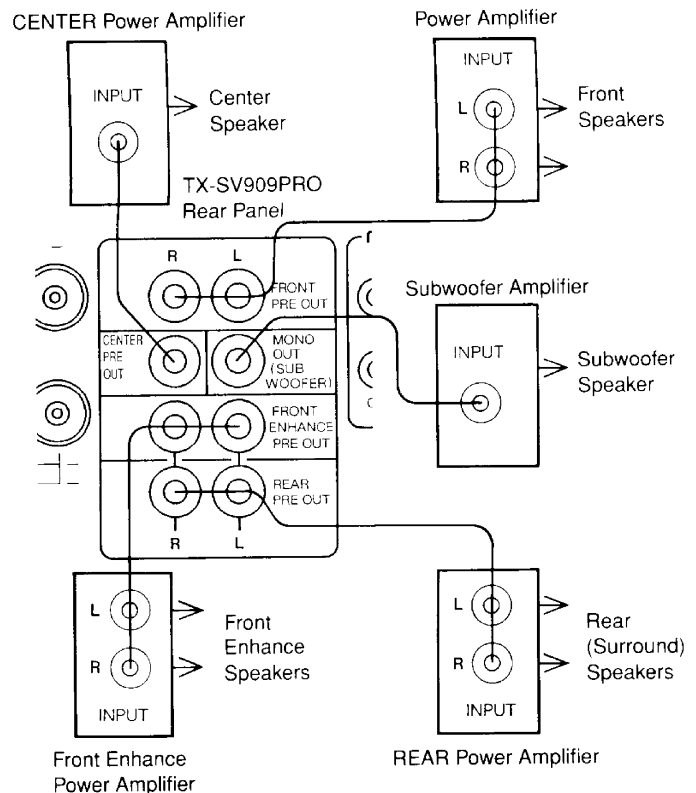 CENTER Power Amplifier
INPUT
Center
Speaker
Power Amplifier
INPUT
L
R
Front
Speakers
TX-SV909PRO
Rear Panel
R L
FRONT
PRE OUT
CENTER
PRE
OUT
MONO
OUT
(SUB
WOOFER)
FRONT
ENHANCE
PRE OUT
REAR
PRE OUT
R L
Subwoofer Amplifier
INPUT
Subwoofer
Speaker
L
R
INPUT
Front
Enhance
Speakers
Front Enhance
Power Amplifier
L
R
INPUT
Rear
(Surround)
Speakers
REAR Power Amplifier